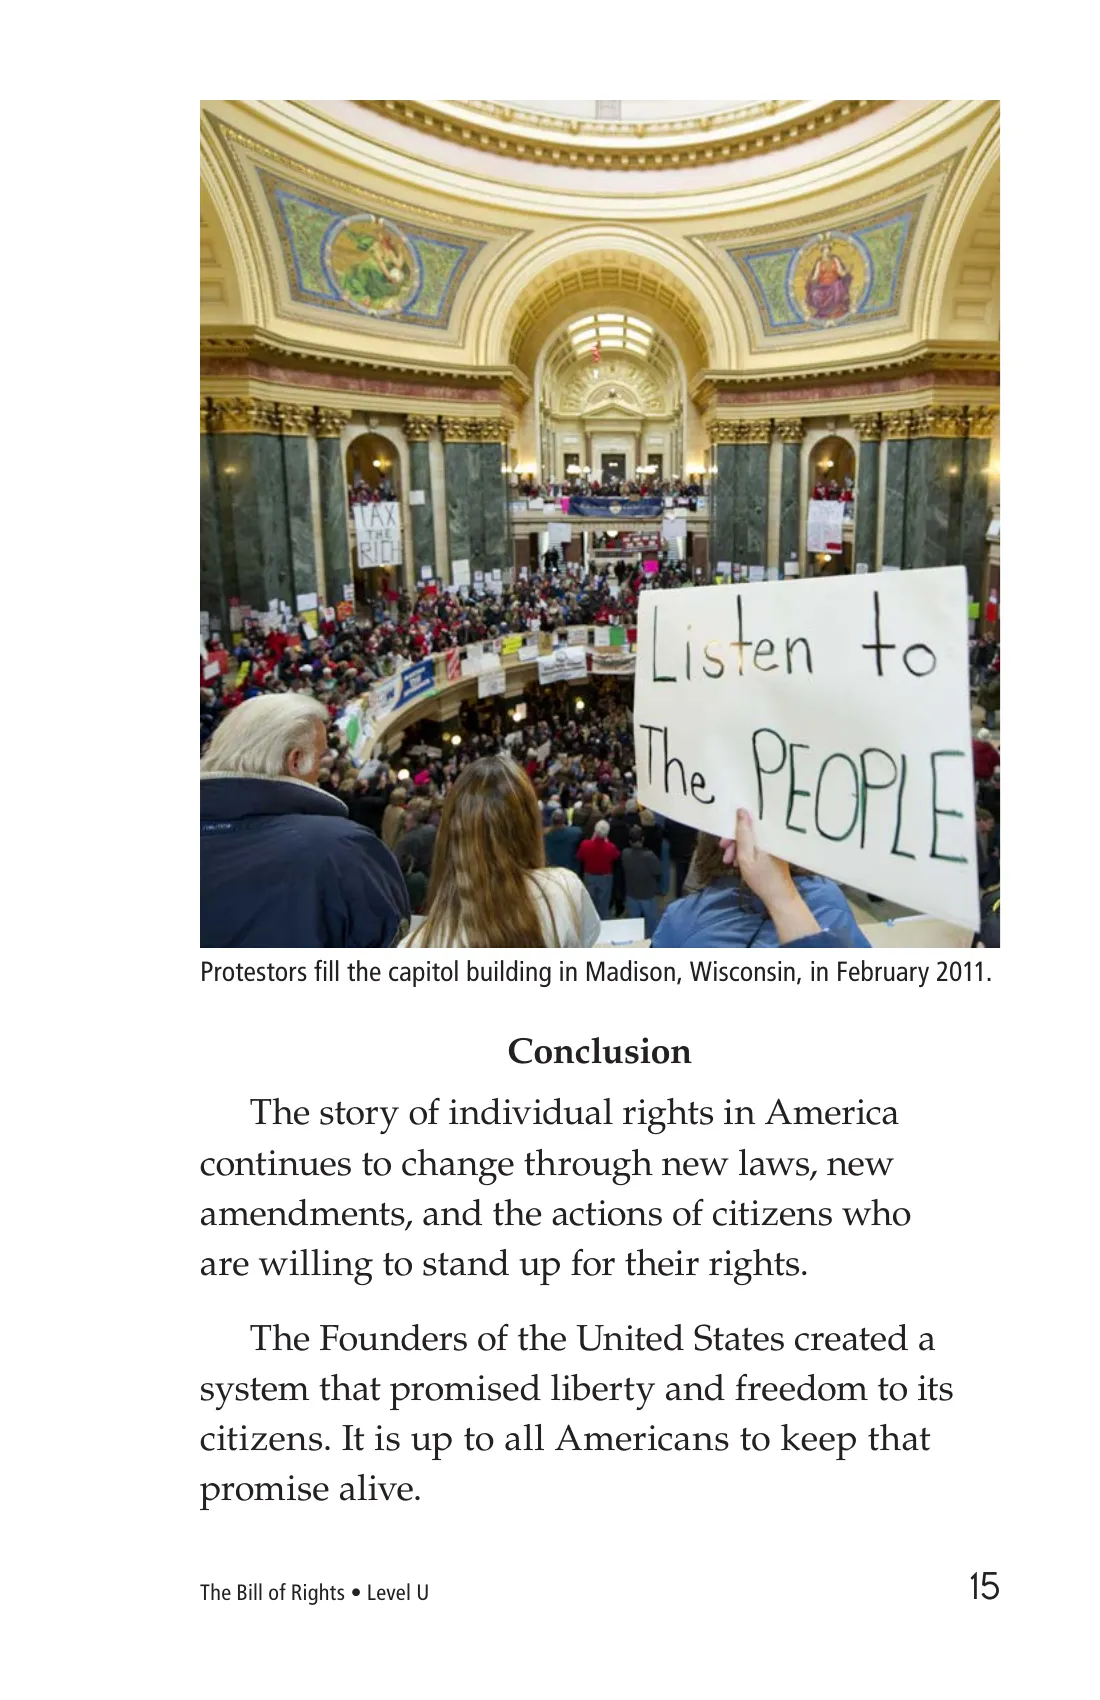 TAX
THE
RICH
Listen to
The PEOPLE
Protestors fill the capitol building in Madison, Wisconsin, in February 2011.
Conclusion
The story of individual rights in America
continues to change through new laws, new
amendments, and the actions of citizens who
are willing to stand up for their rights.
The Founders of the United States created a
system that promised liberty and freedom to its
citizens. It is up to all Americans to keep that
promise alive.
The Bill of Rights • Level U
15